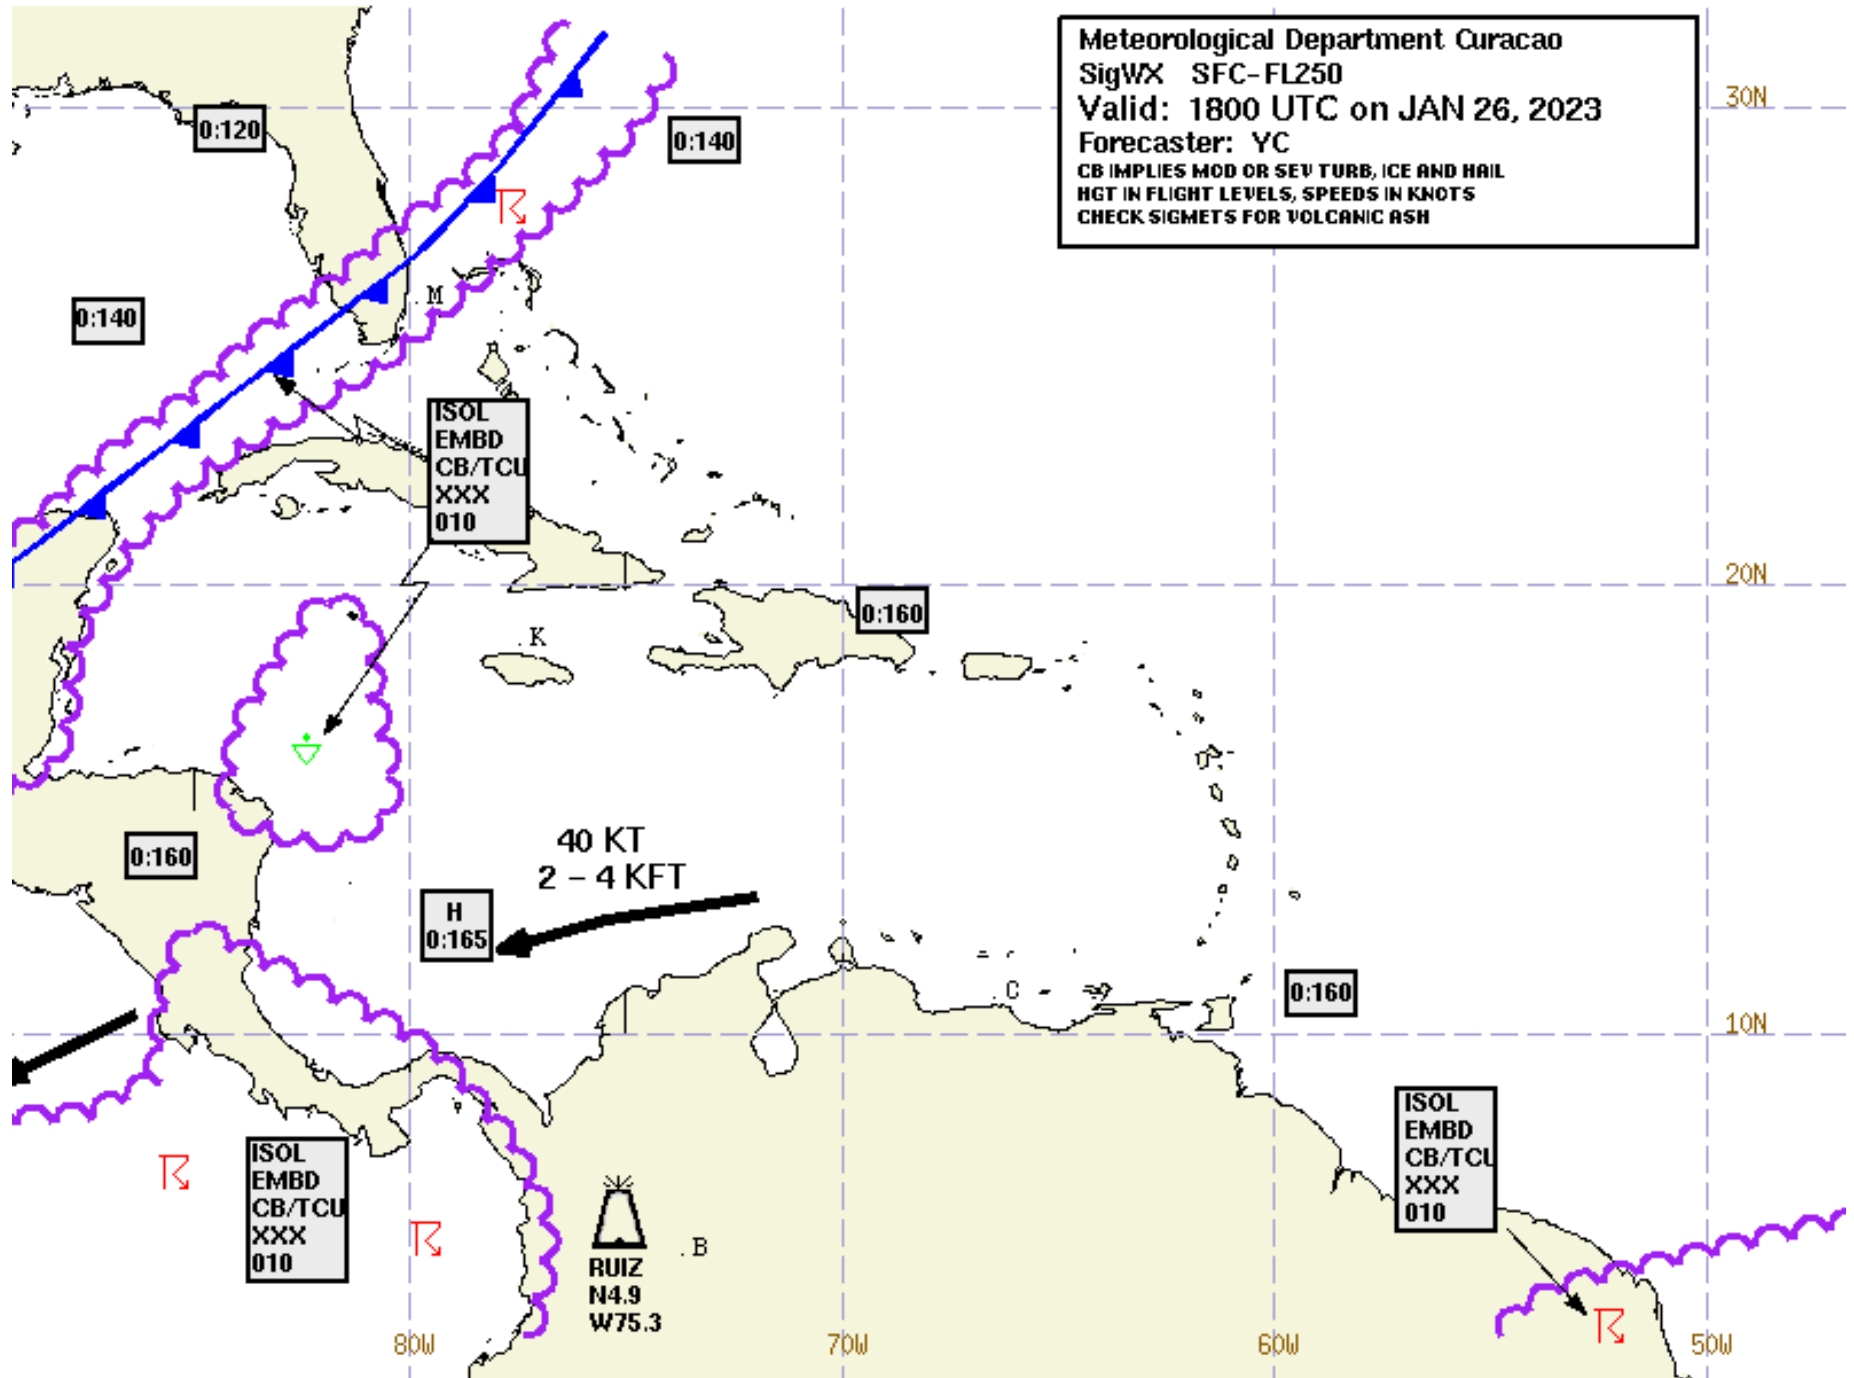 Meteorological Department Curacao
SigWX SFC-FL250
Valid: 1800 UTC on JAN 26, 2023
Forecaster: YC
CB IMPLIES MOD OR SEV TURB, ICE AND HAIL
HGT IN FLIGHT LEVELS, SPEEDS IN KNOTS
CHECK SIGMETS FOR VOLCANIC ASH
30N
0:120
0:140
M
0:140
ISOL
EMBD
CB/TCU
XXX
010
20N
0:160
K
0:160
40 KT
2 - 4 KFT
H
0:165
C
0:160
10N
ISOL
EMBD
CB/TCU
XXX
010
ISOL
EMBD
CB/TCU
XXX
010
B
RUIZ
N4.9
W75.3
80W
70W
60W
50W